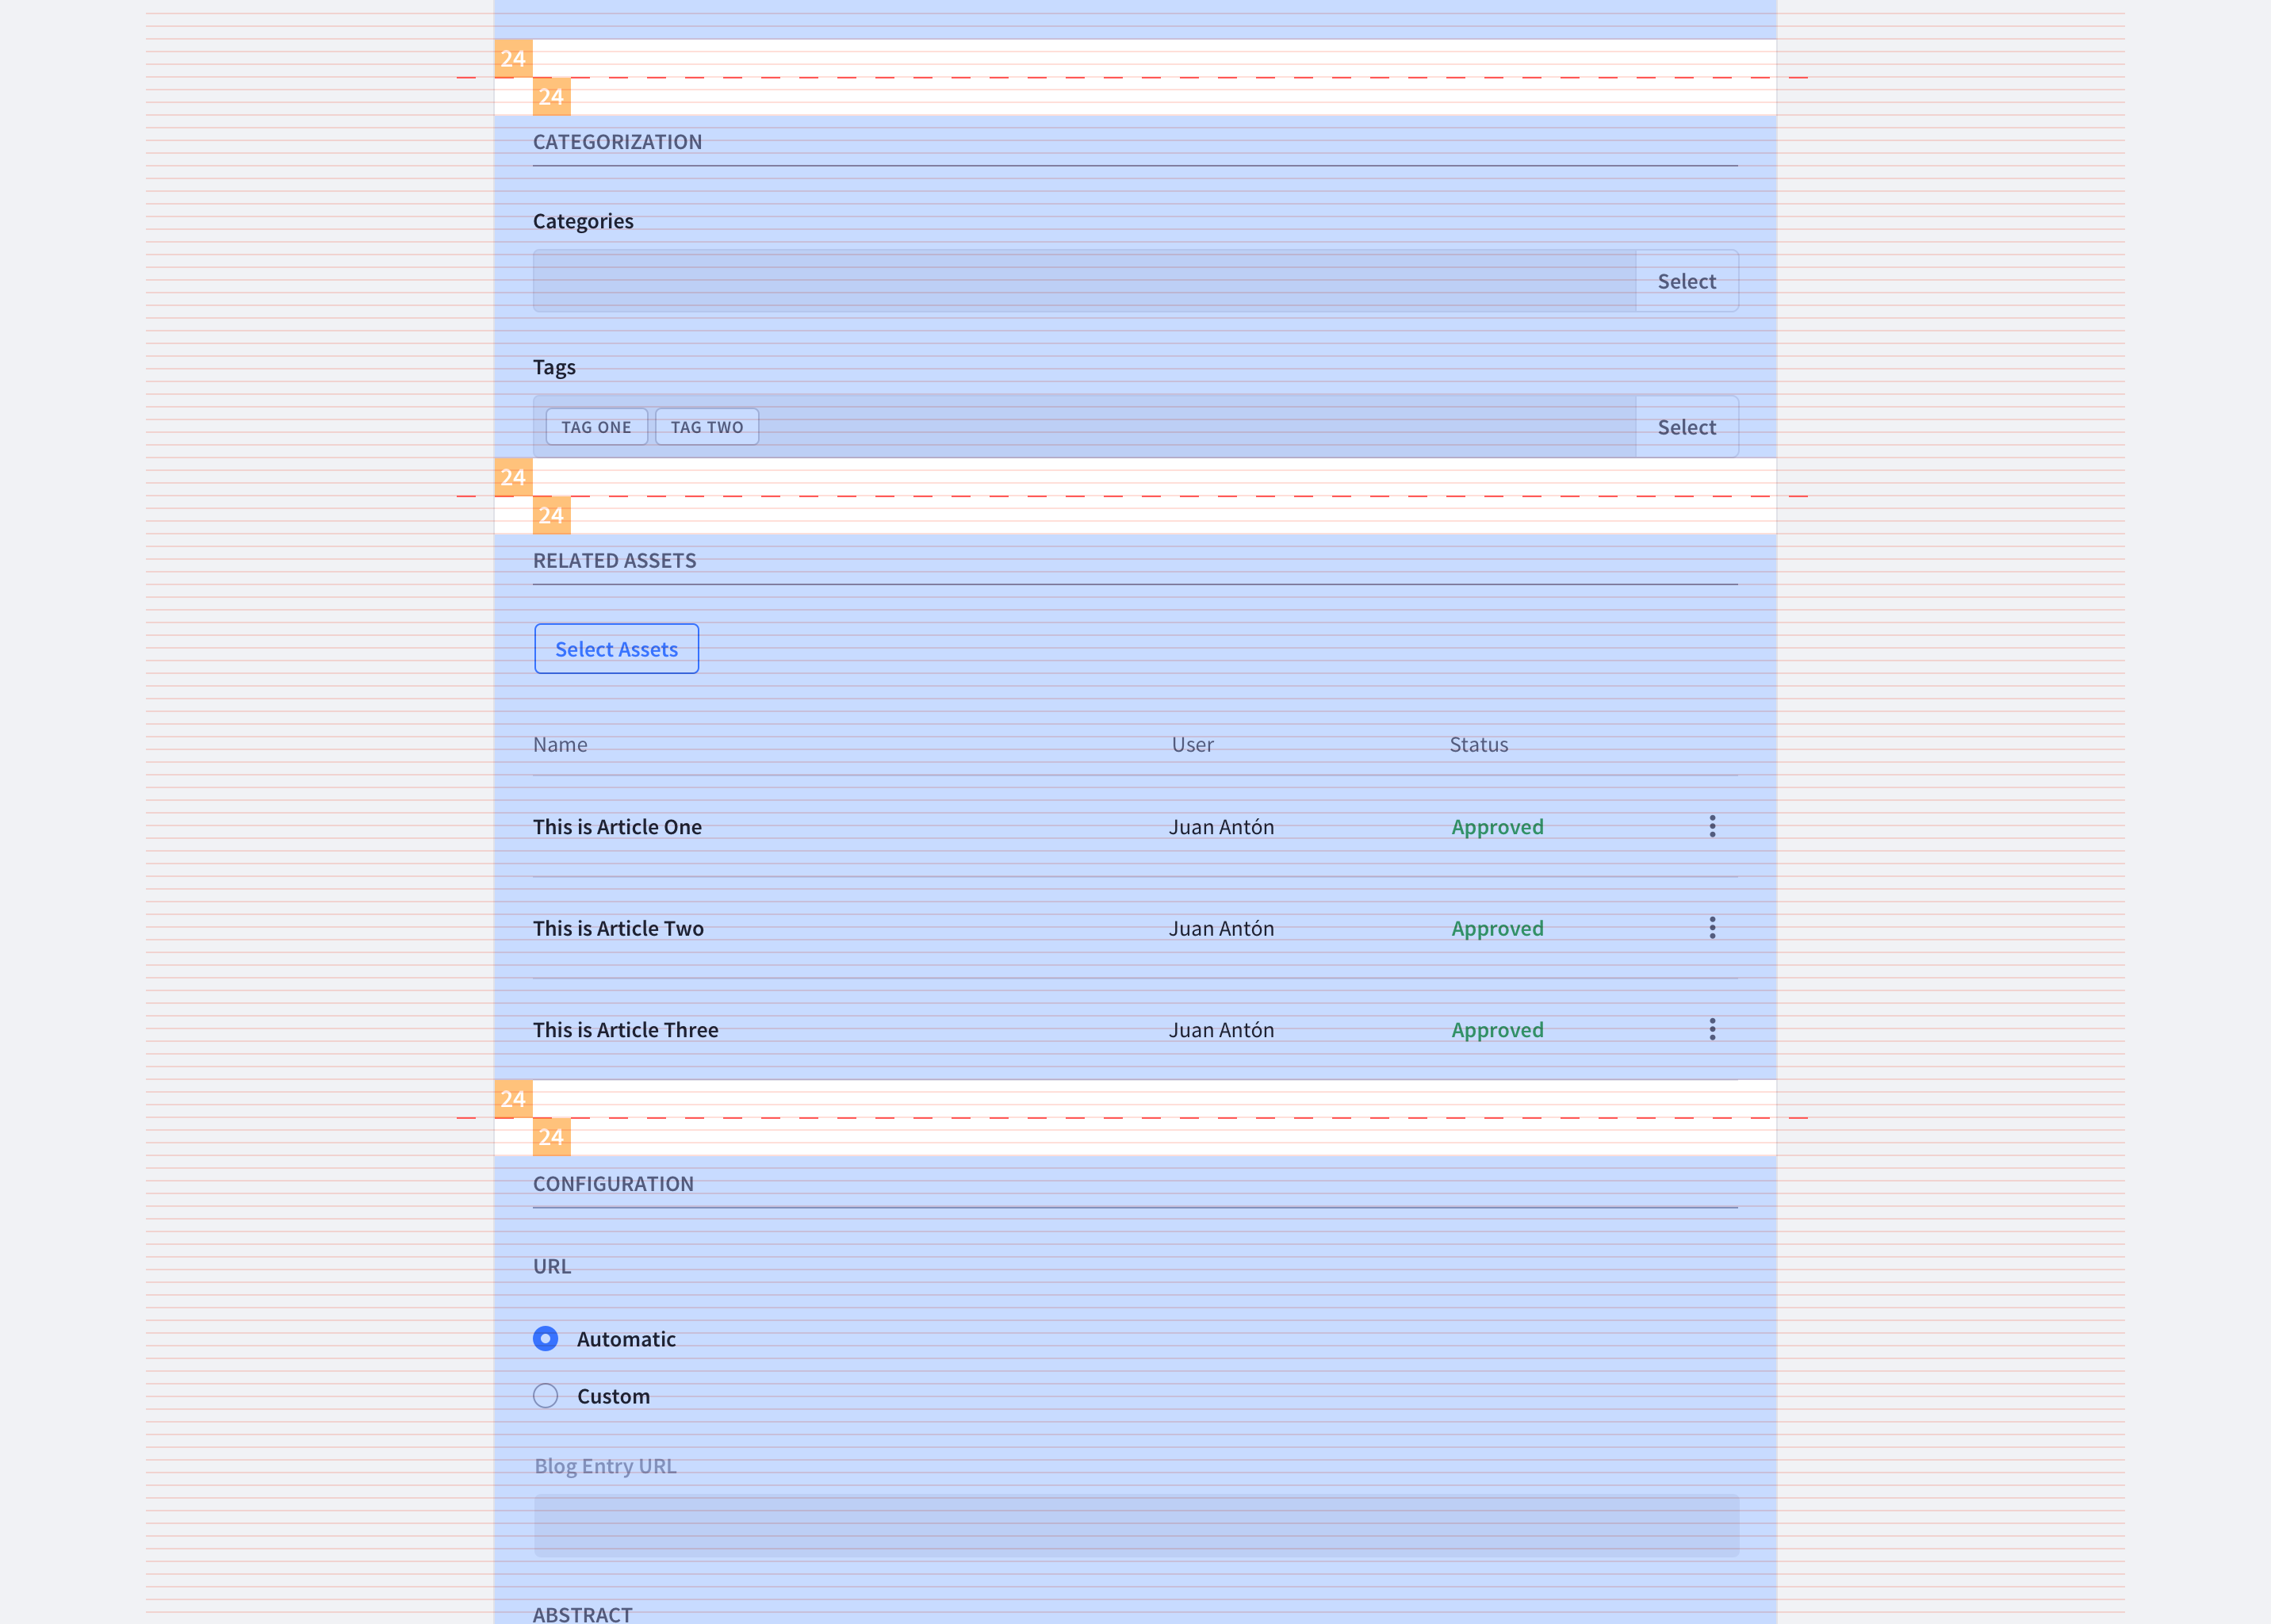 24
24
CATEGORIZATION
Categories
Select
Tags
TAG ONE TAG TWO Select
24
24
RELATED ASSETS
Select Assets
Name User Status
This is Article One Juan Antón Approved
This is Article Two Juan Antón Approved
This is Article Three Juan Antón Approved
24
24
CONFIGURATION
URL
Automatic
Custom
Blog Entry URL
ABSTRACT